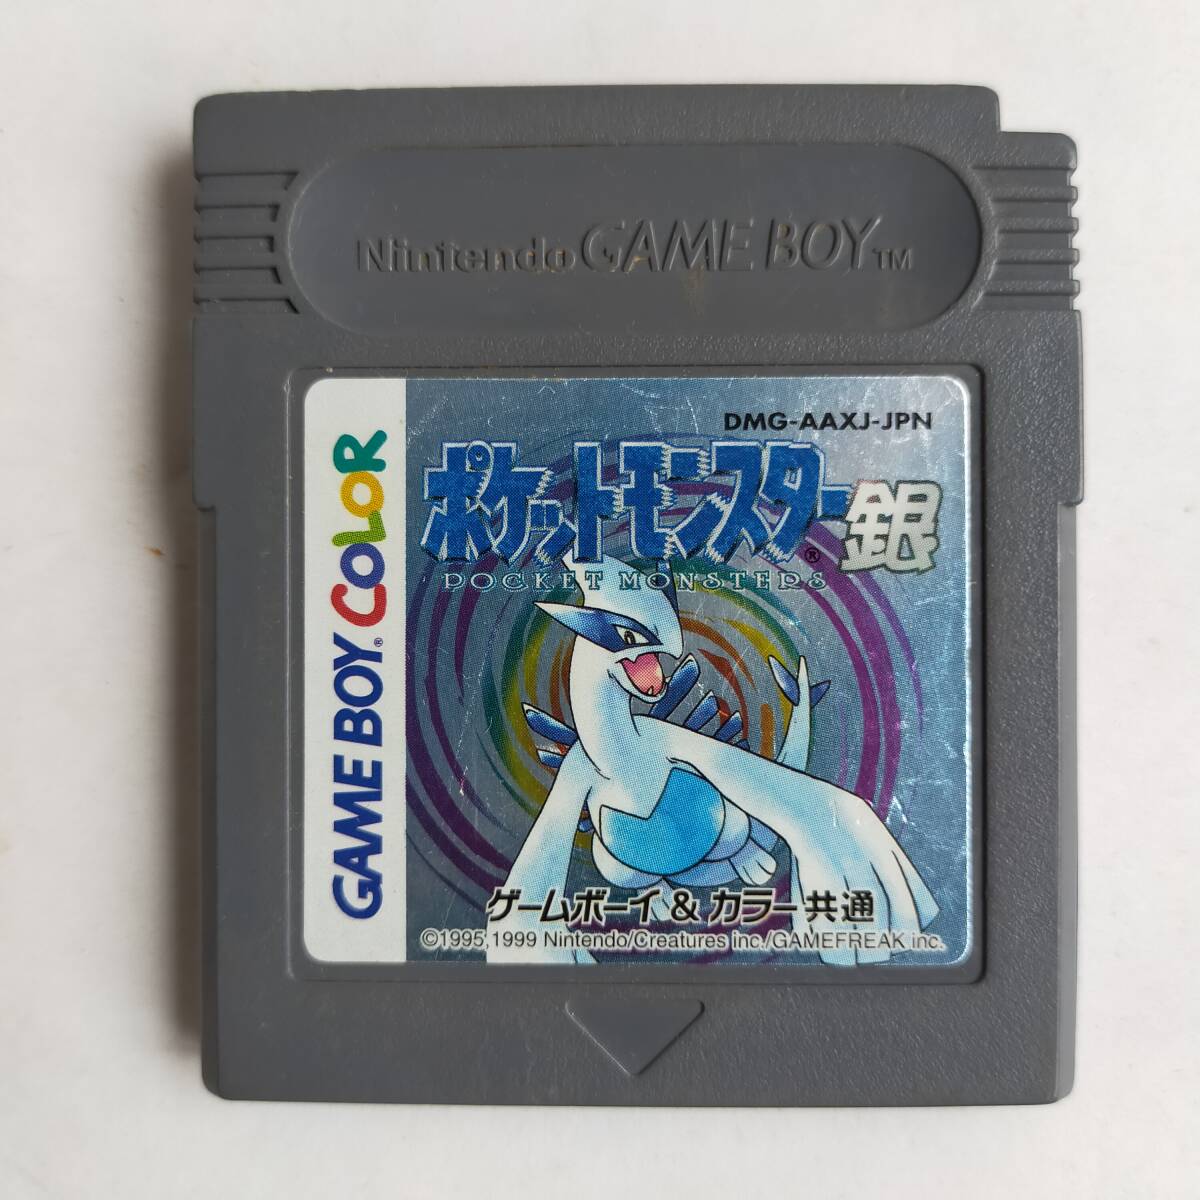 Nintendo GAME BOY™
GAME BOY® COLOR
DMG-AAXJ-JPN
ポケットモンスター®銀
POCKET MONSTERS
ゲームボーイ&カラー共通
©1995,1999 Nintendo/Creatures inc./GAMEFREAK inc.